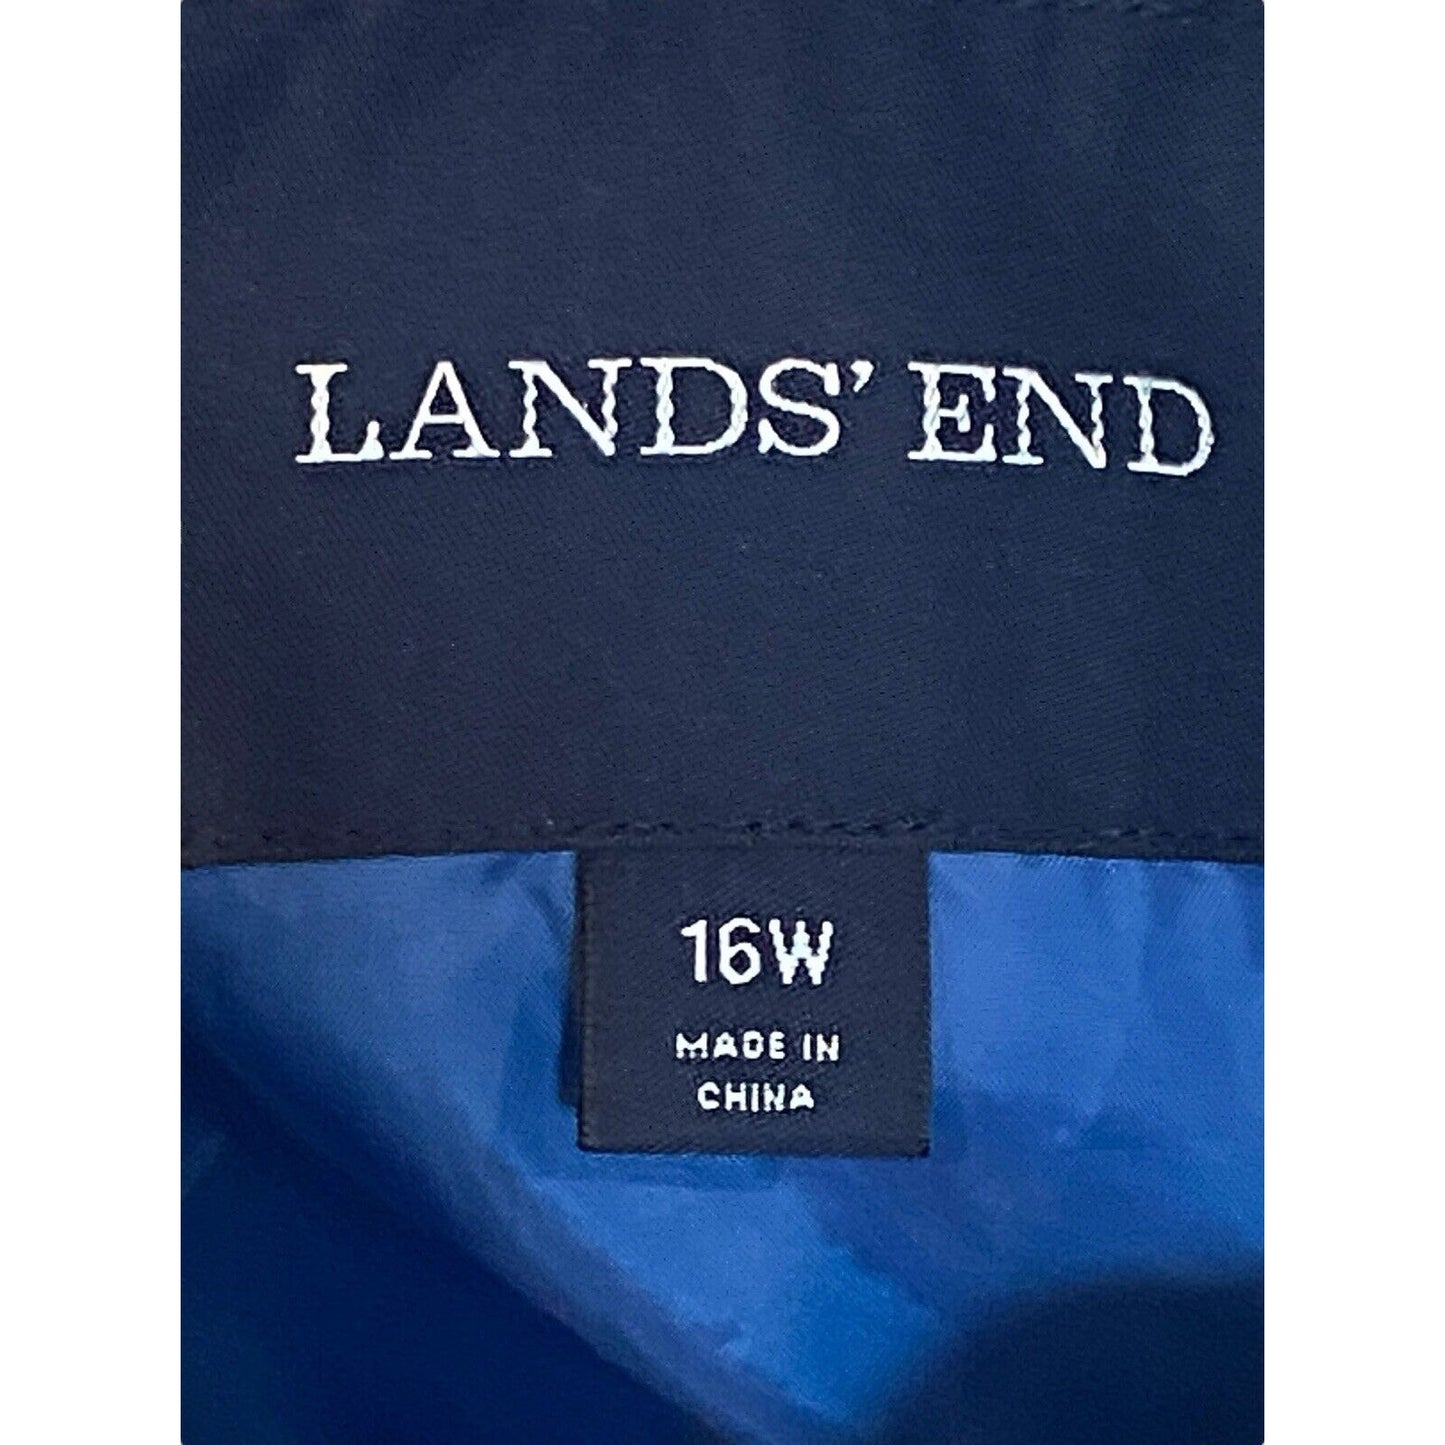 LANDS’ END
16W
MADE IN
CHINA